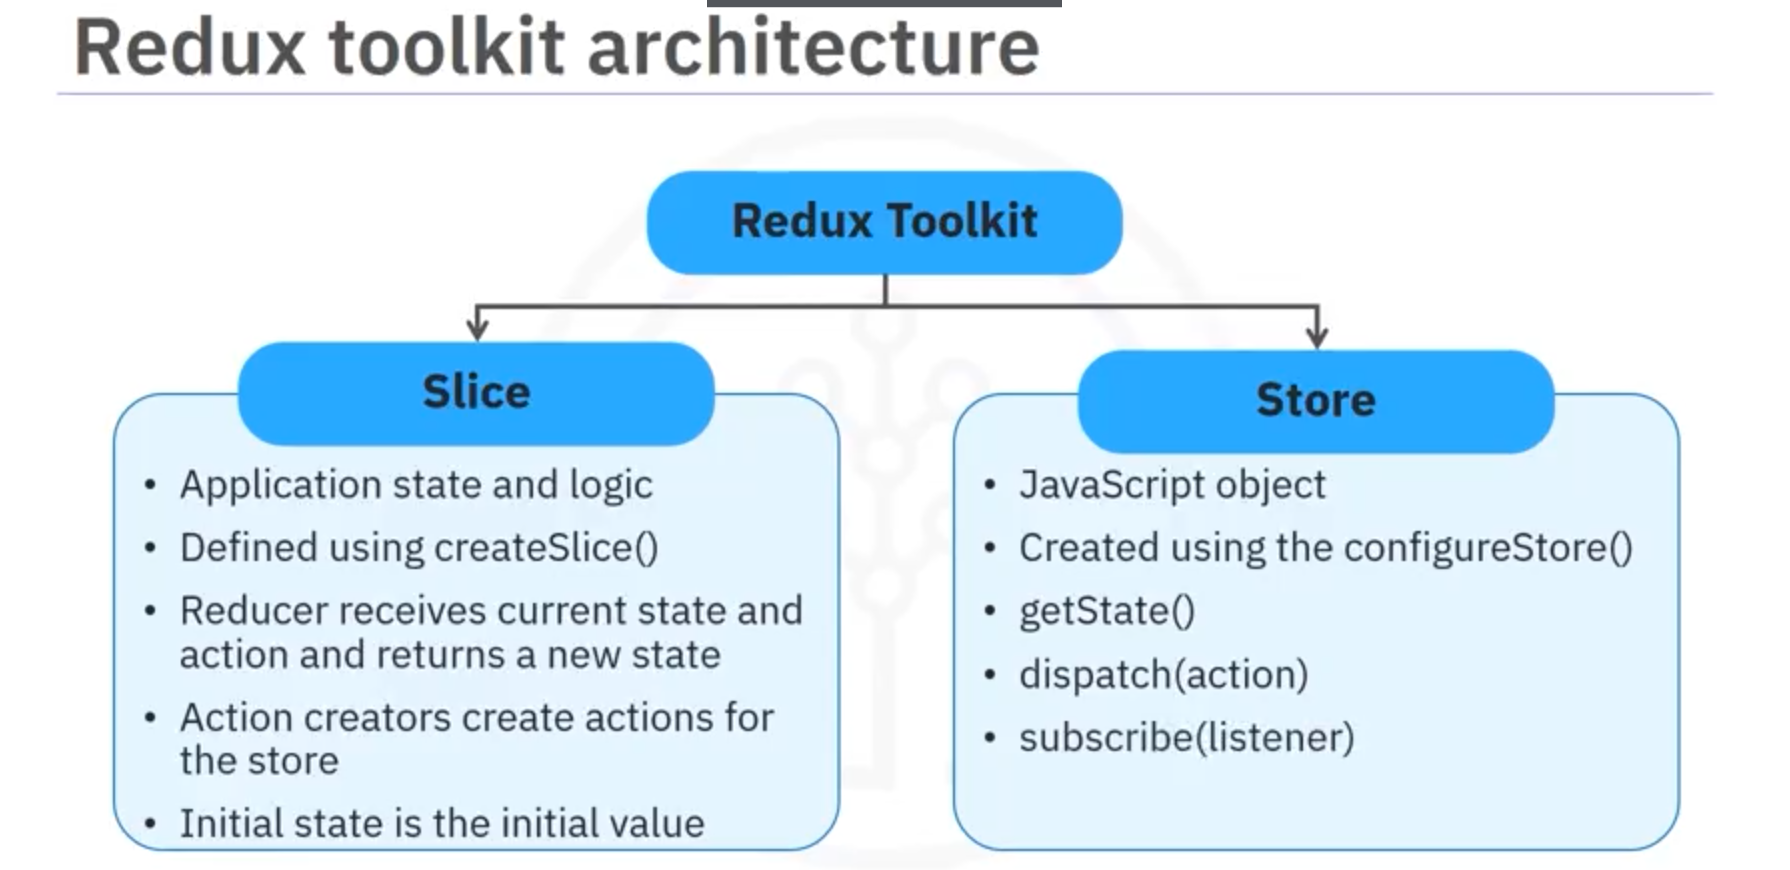 Redux toolkit architecture
Redux Toolkit
Slice
• Application state and logic
• Defined using createSlice()
• Reducer receives current state and
action and returns a new state
• Action creators create actions for
the store
• Initial state is the initial value
Store
• JavaScript object
• Created using the configureStore()
• getState()
• dispatch(action)
• subscribe(listener)